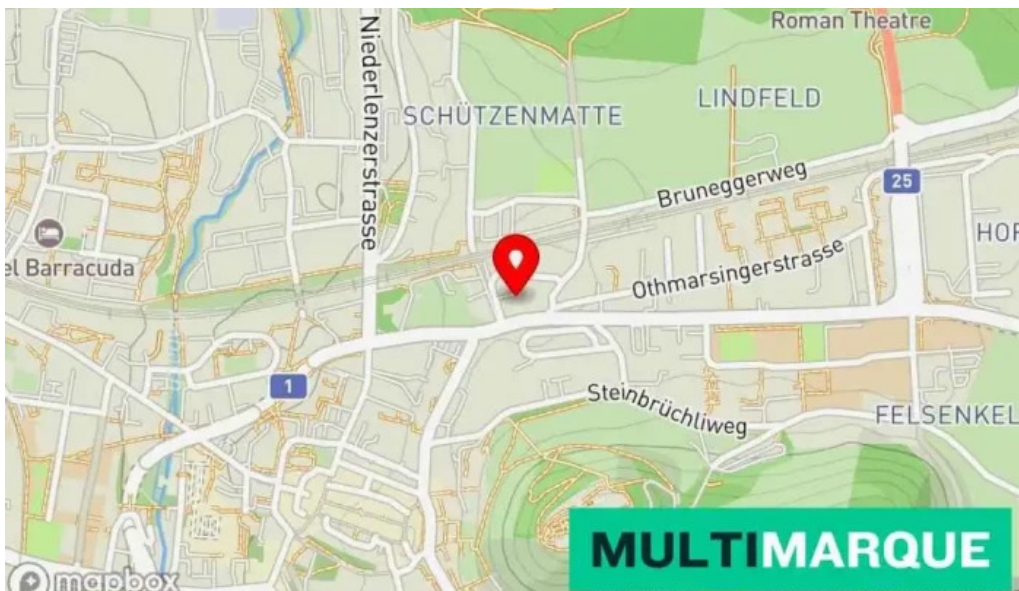 Roman Theatre
Niederlenzerstrasse
SCHÜTZENMATTE
LINDFELD
Bruneggerweg
25
el Barracuda
HOF
Othmarsingerstrasse
1
Steinbrüchliweg
FELSENKEL
MULTIMARQUE
mapbox